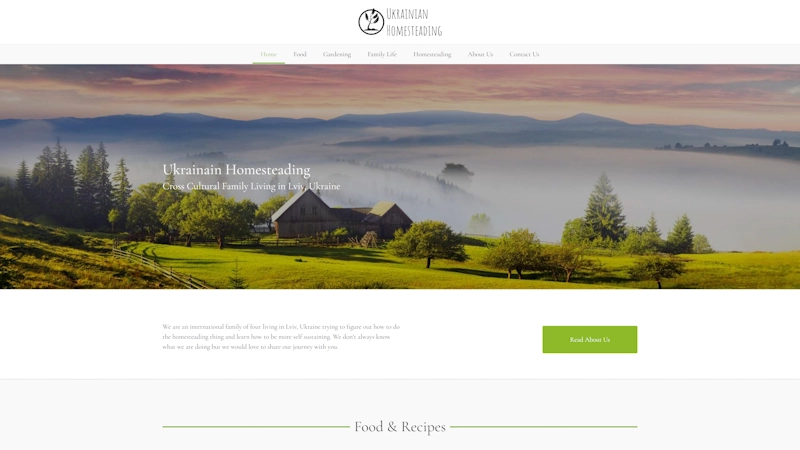 Ukrainian
Homesteading
Home Food Gardening Family Life Homesteading About Us Contact Us
Ukrainain Homesteading
Cross Cultural Family Living in Lviv, Ukraine
We are an international family of four living in Lviv, Ukraine trying to figure out how to do
the homesteading thing and learn how to be more self sustaining. We don't always know
what we are doing but we would love to share our journey with you.
Read About Us
Food & Recipes